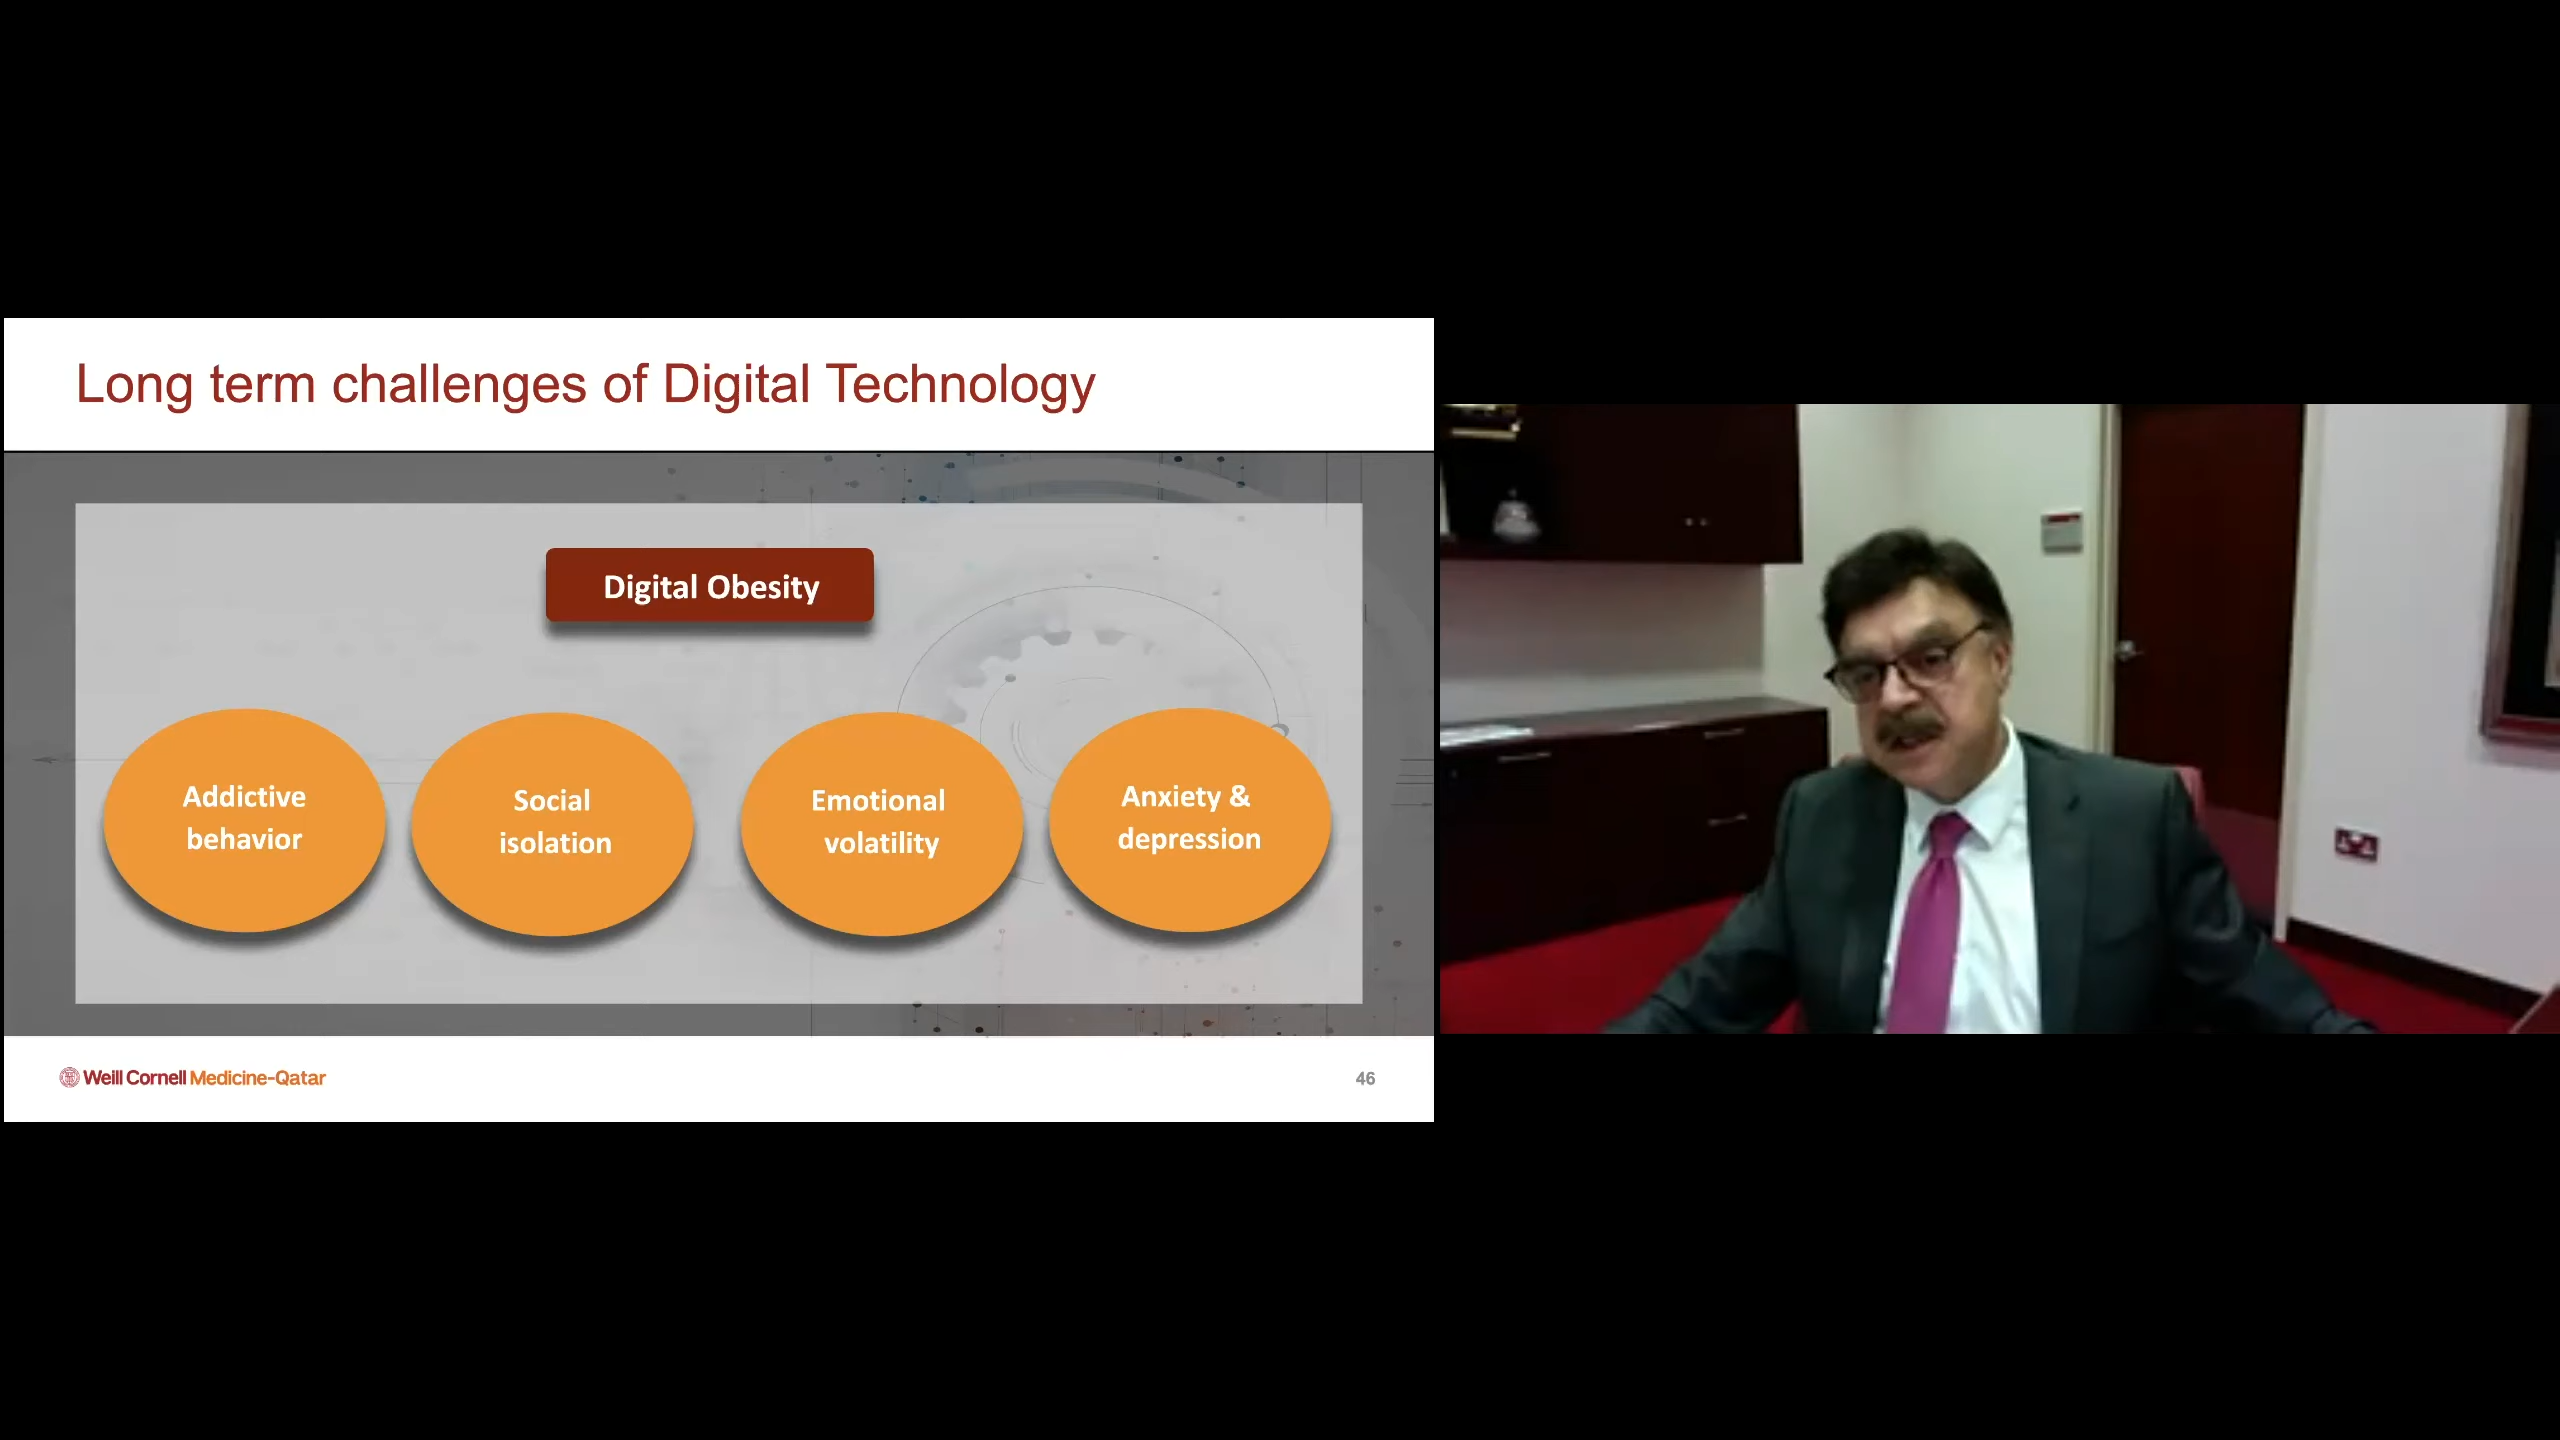 Long term challenges of Digital Technology
Digital Obesity
Addictive
behavior
Social
isolation
Emotional
volatility
Anxiety &
depression
Weill Cornell Medicine-Qatar
46